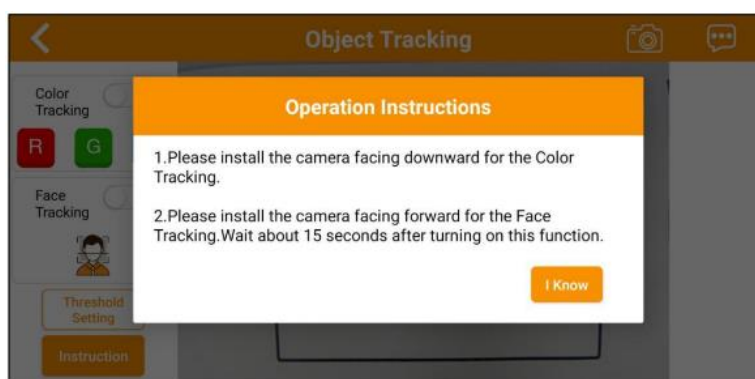 Object Tracking
Color
Tracking
R
G
Face
Tracking
Threshold
Setting
Instruction
Operation Instructions
1.Please install the camera facing downward for the Color
Tracking.
2.Please install the camera facing forward for the Face
Tracking.Wait about 15 seconds after turning on this function.
I Know